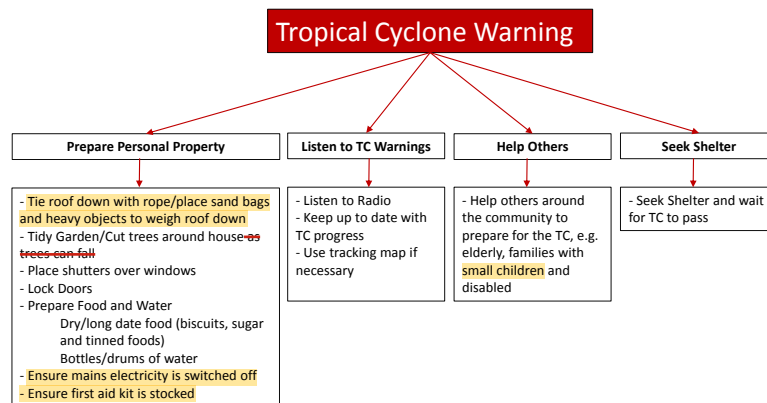 Tropical Cyclone Warning
Prepare Personal Property
- Tie roof down with rope/place sand bags
and heavy objects to weigh roof down
- Tidy Garden/Cut trees around house as
trees can fall
- Place shutters over windows
- Lock Doors
- Prepare Food and Water
Dry/long date food (biscuits, sugar
and tinned foods)
Bottles/drums of water
- Ensure mains electricity is switched off
- Ensure first aid kit is stocked
Listen to TC Warnings
- Listen to Radio
- Keep up to date with
TC progress
- Use tracking map if
necessary
Help Others
- Help others around
the community to
prepare for the TC, e.g.
elderly, families with
small children and
disabled
Seek Shelter
- Seek Shelter and wait
for TC to pass